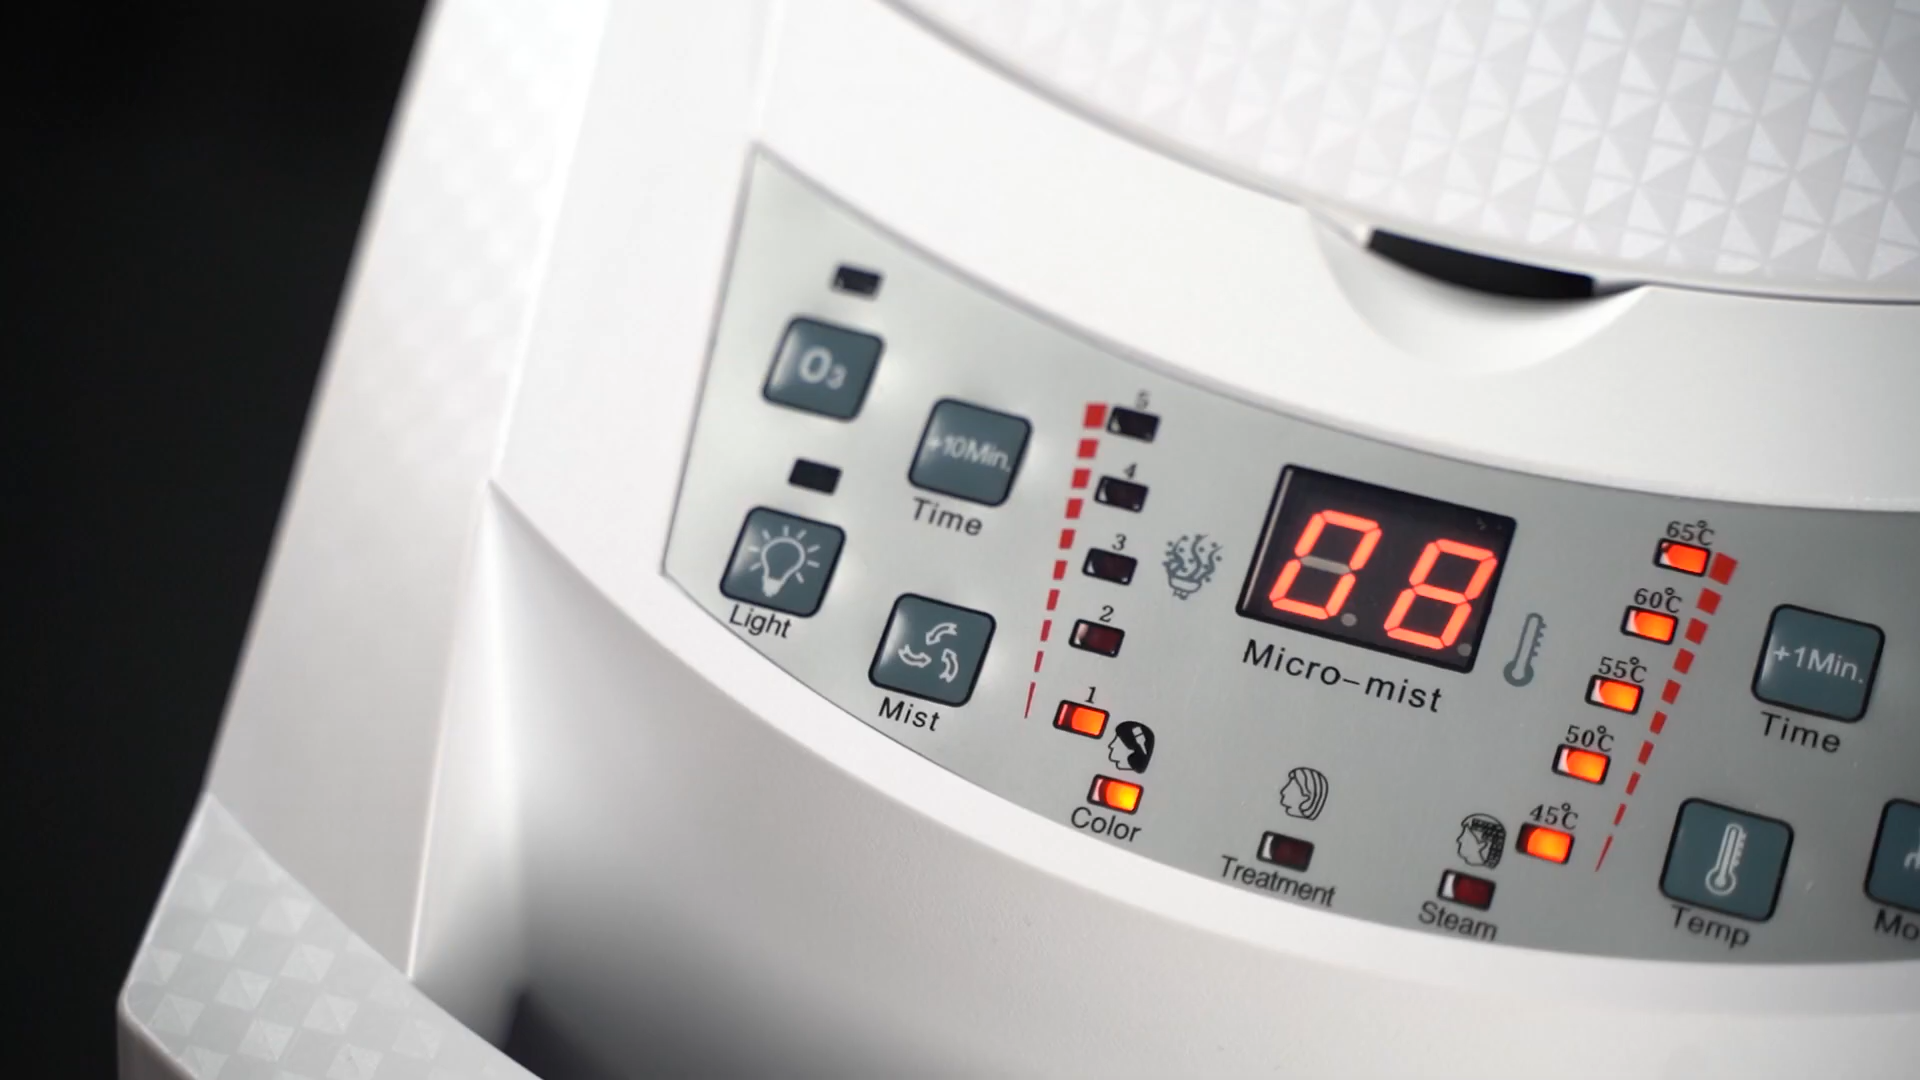 O3
+10Min.
Time
Light
Mist
5
4
3
2
1
Color
08
Micro-mist
Treatment
Steam
65℃
60℃
55℃
50℃
45℃
+1Min.
Time
Temp
Mo